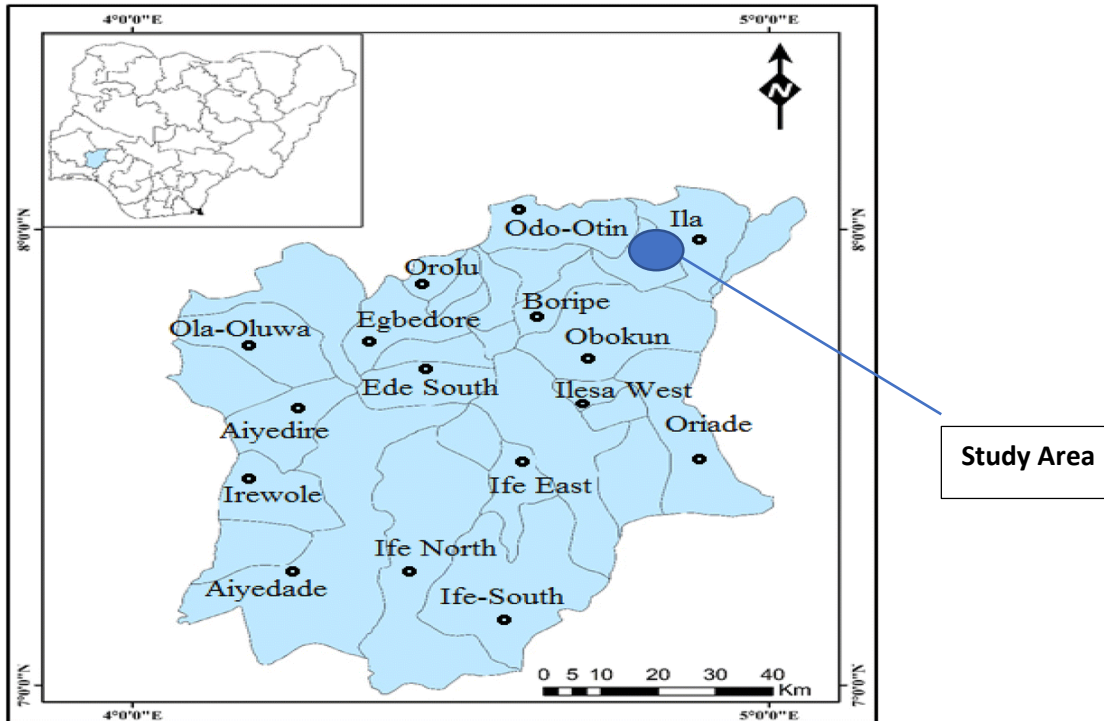 4°0'0"E
5°0'0"E
N
8°0'0"N
8°0'0"N
Ila
Odo-Otin
Orolu
Boripe
Egbedore
Ola-Oluwa
Obokun
Ede South
Ilesa West
Aiyedire
Oriade
Study Area
Ife East
Irewole
Ife North
Aiyedade
Ife-South
0 5 10 20 30 40
Km
7°0'0"N
7°0'0"N
4°0'0"E
5°0'0"E